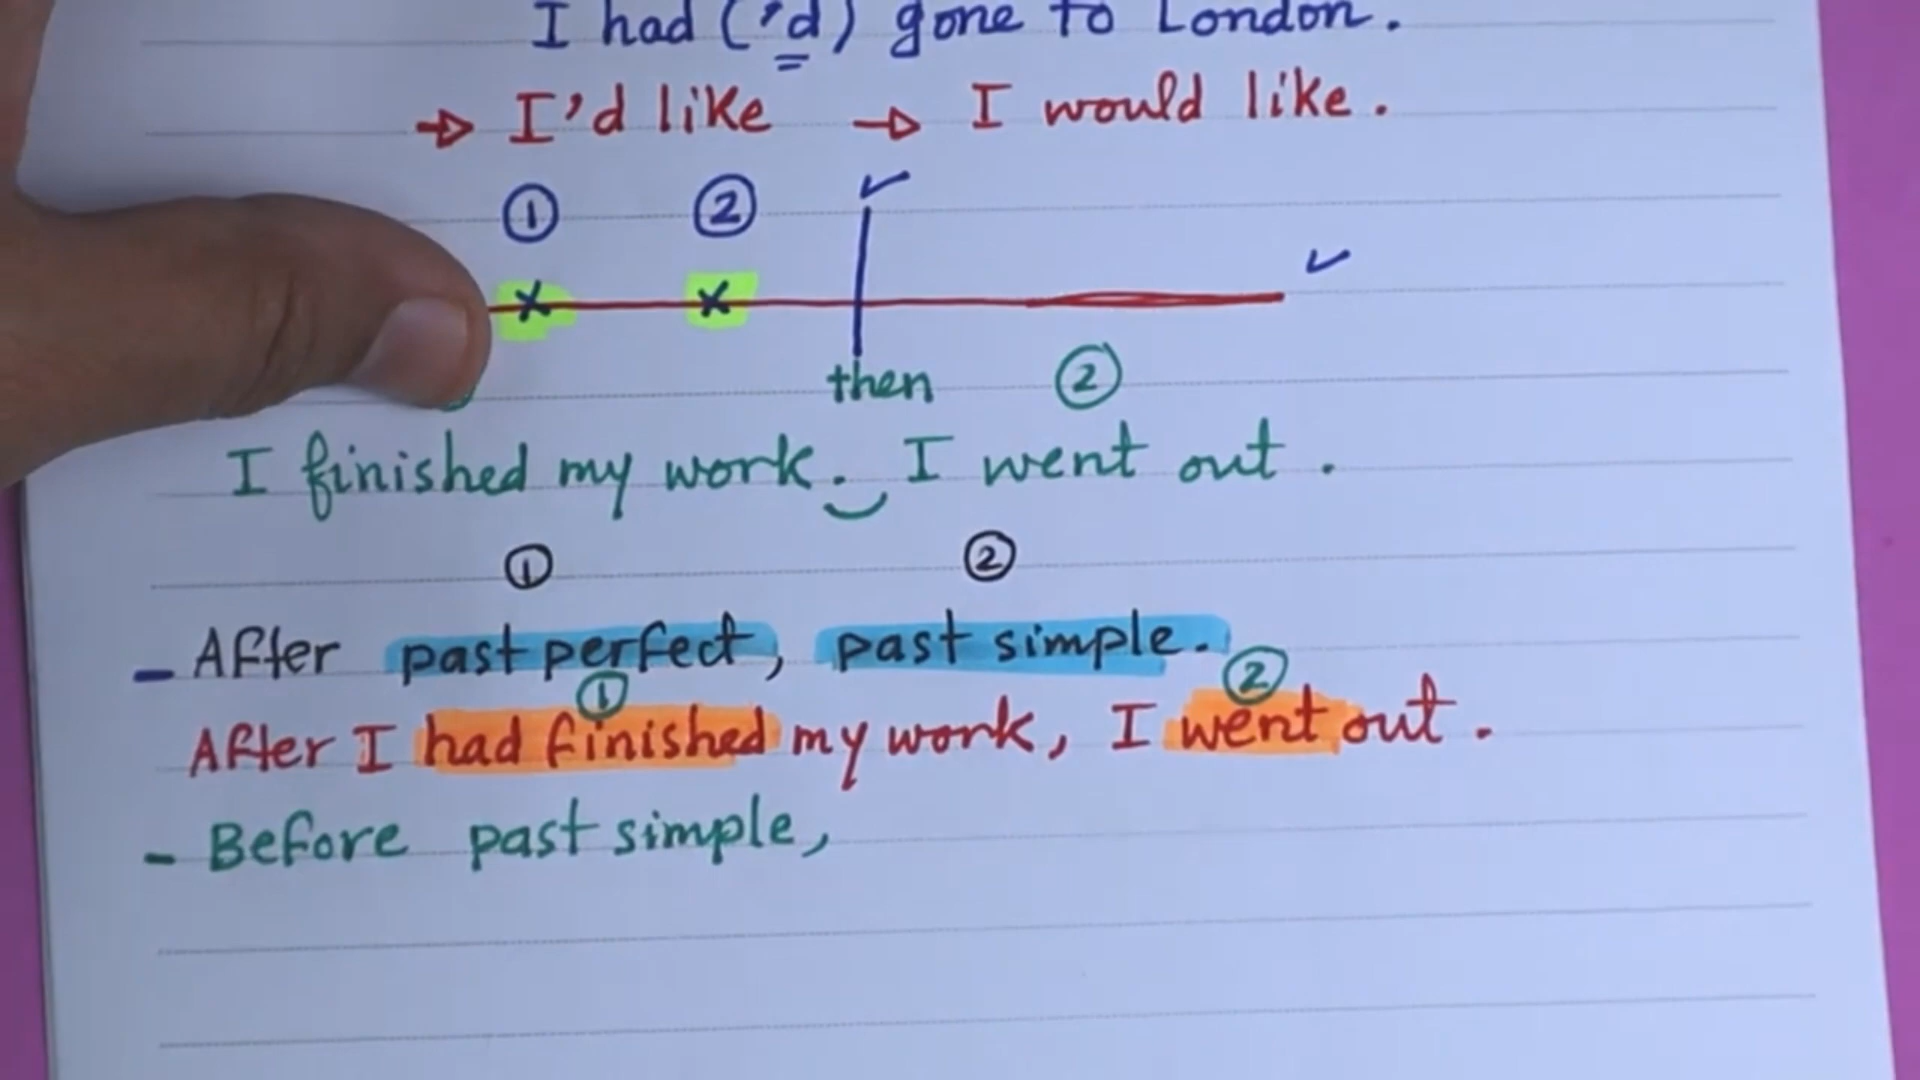 I had ('d) gone to London.
→ I'd like → I would like.
① ② ✓
✓
then ②
I finished my work. I went out.
① ②
- After past perfect, past simple.
① ②
After I had finished my work, I went out.
- Before past simple,